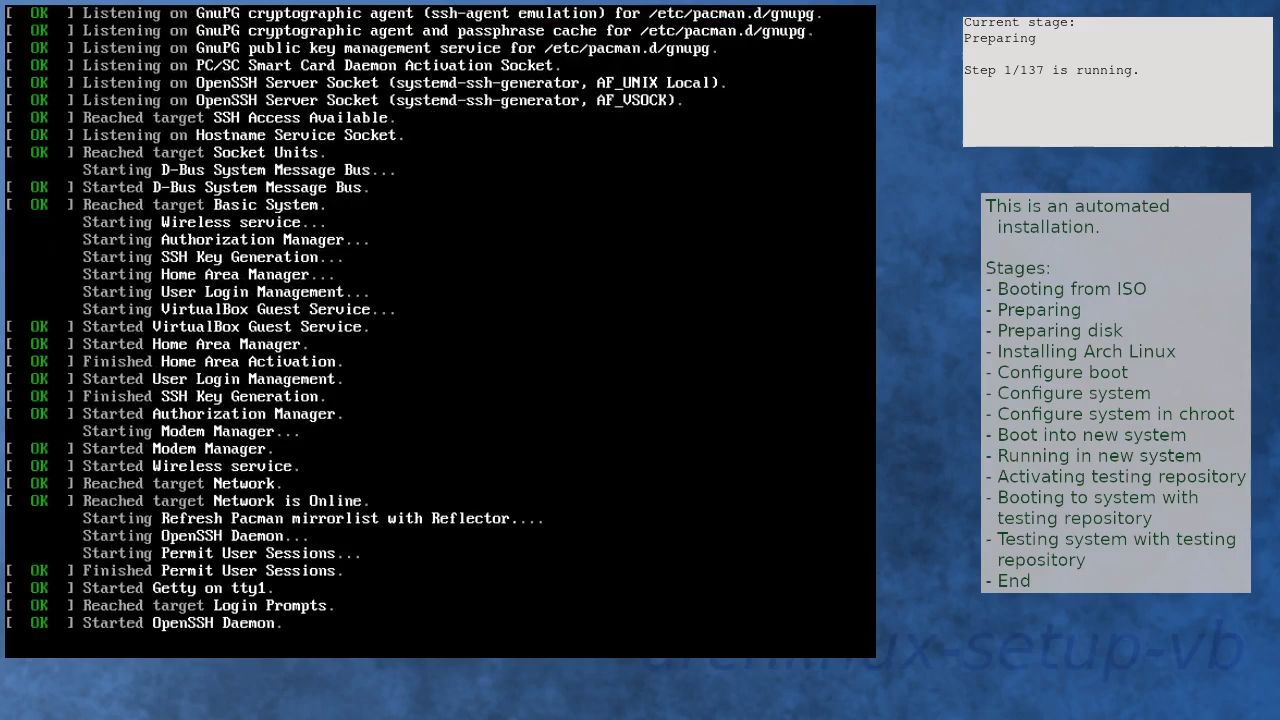 [  OK  ] Listening on GnuPG cryptographic agent (ssh-agent emulation) for /etc/pacman.d/gnupg.
[  OK  ] Listening on GnuPG cryptographic agent and passphrase cache for /etc/pacman.d/gnupg.
[  OK  ] Listening on GnuPG public key management service for /etc/pacman.d/gnupg.
[  OK  ] Listening on PC/SC Smart Card Daemon Activation Socket.
[  OK  ] Listening on OpenSSH Server Socket (systemd-ssh-generator, AF_UNIX Local).
[  OK  ] Listening on OpenSSH Server Socket (systemd-ssh-generator, AF_VSOCK).
[  OK  ] Reached target SSH Access Available.
[  OK  ] Listening on Hostname Service Socket.
[  OK  ] Reached target Socket Units.
Starting D-Bus System Message Bus...
[  OK  ] Started D-Bus System Message Bus.
[  OK  ] Reached target Basic System.
Starting Wireless service...
Starting Authorization Manager...
Starting SSH Key Generation...
Starting Home Area Manager...
Starting User Login Management...
Starting VirtualBox Guest Service...
[  OK  ] Started VirtualBox Guest Service.
[  OK  ] Started Home Area Manager.
[  OK  ] Finished Home Area Activation.
[  OK  ] Started User Login Management.
[  OK  ] Finished SSH Key Generation.
[  OK  ] Started Authorization Manager.
Starting Modem Manager...
[  OK  ] Started Modem Manager.
[  OK  ] Started Wireless service.
[  OK  ] Reached target Network.
[  OK  ] Reached target Network is Online.
Starting Refresh Pacman mirrorlist with Reflector....
Starting OpenSSH Daemon...
Starting Permit User Sessions...
[  OK  ] Finished Permit User Sessions.
[  OK  ] Started Getty on tty1.
[  OK  ] Reached target Login Prompts.
[  OK  ] Started OpenSSH Daemon.
Current stage:
Preparing
Step 1/137 is running.
This is an automated
installation.
Stages:
- Booting from ISO
- Preparing
- Preparing disk
- Installing Arch Linux
- Configure boot
- Configure system
- Configure system in chroot
- Boot into new system
- Running in new system
- Activating testing repository
- Booting to system with
testing repository
- Testing system with testing
repository
- End
archlinux-setup-vb